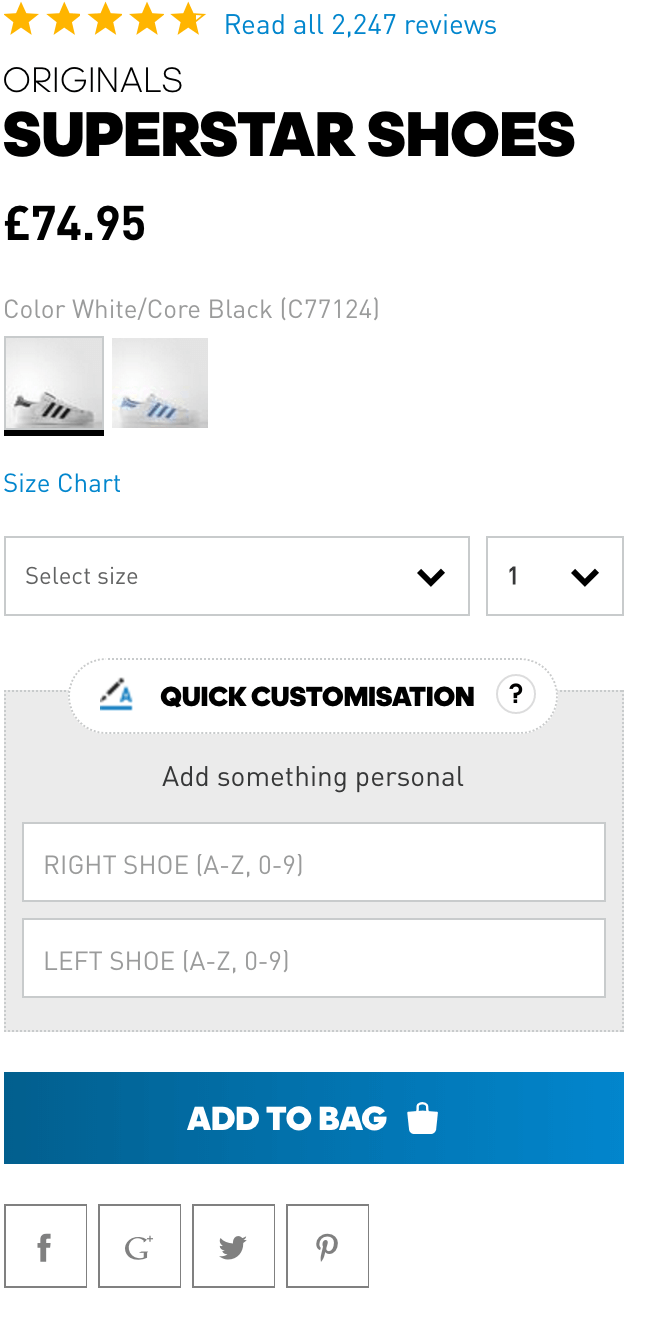 Read all 2,247 reviews
ORIGINALS
SUPERSTAR SHOES
£74.95
Color White/Core Black (C77124)
Size Chart
Select size
1
A
QUICK CUSTOMISATION
?
Add something personal
RIGHT SHOE (A-Z, 0-9)
LEFT SHOE (A-Z, 0-9)
ADD TO BAG
f
G+